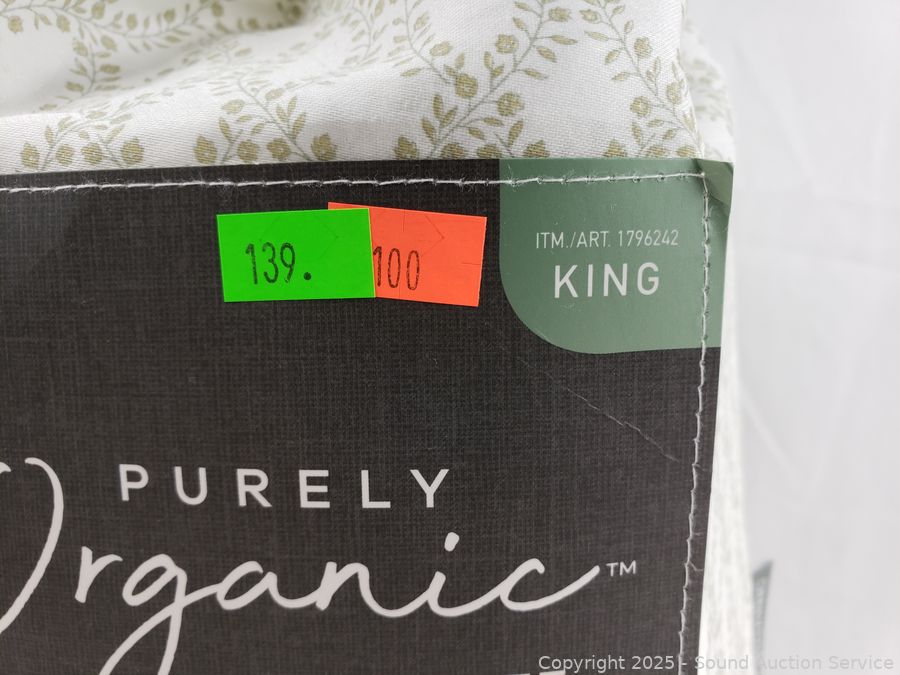 139.
100
ITM./ART. 1796242
KING
PURELY
Organic™
Copyright 2025 - Sound Auction Service